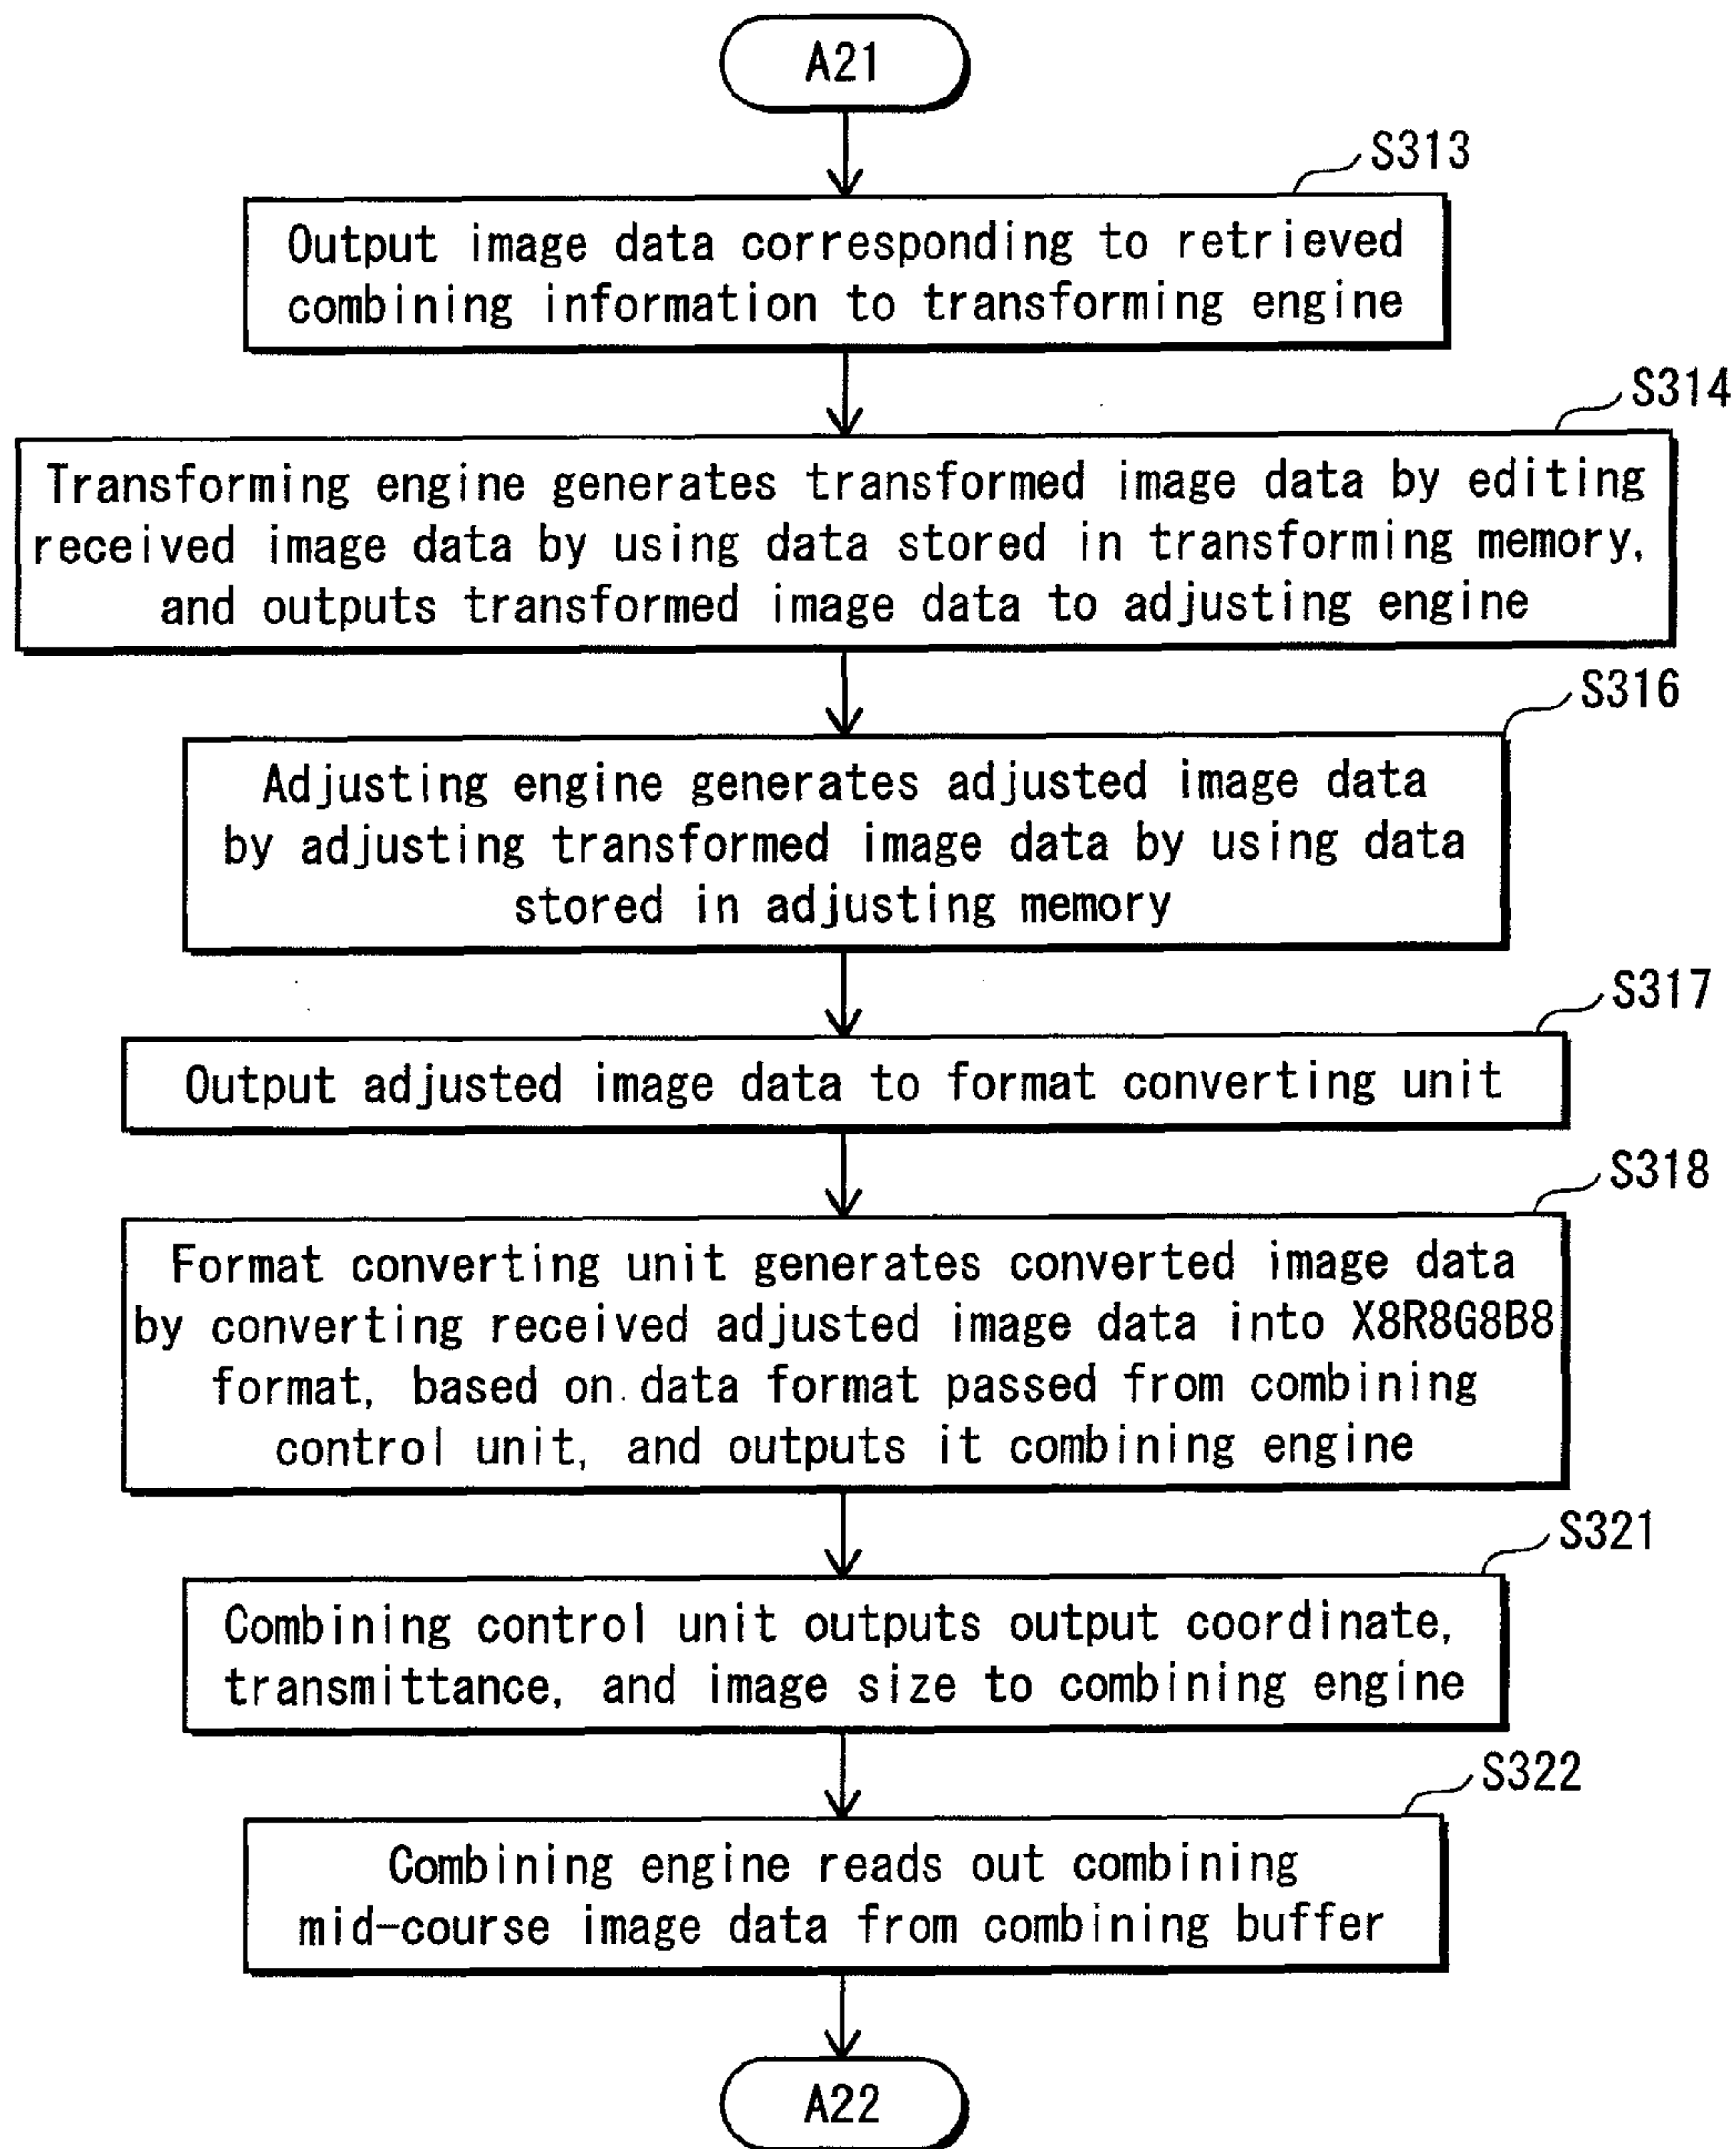 A21
S313
Output image data corresponding to retrieved
combining information to transforming engine
S314
Transforming engine generates transformed image data by editing
received image data by using data stored in transforming memory,
and outputs transformed image data to adjusting engine
S316
Adjusting engine generates adjusted image data
by adjusting transformed image data by using data
stored in adjusting memory
S317
Output adjusted image data to format converting unit
S318
Format converting unit generates converted image data
by converting received adjusted image data into X8R8G8B8
format, based on data format passed from combining
control unit, and outputs it combining engine
S321
Combining control unit outputs output coordinate,
transmittance, and image size to combining engine
S322
Combining engine reads out combining
mid-course image data from combining buffer
A22